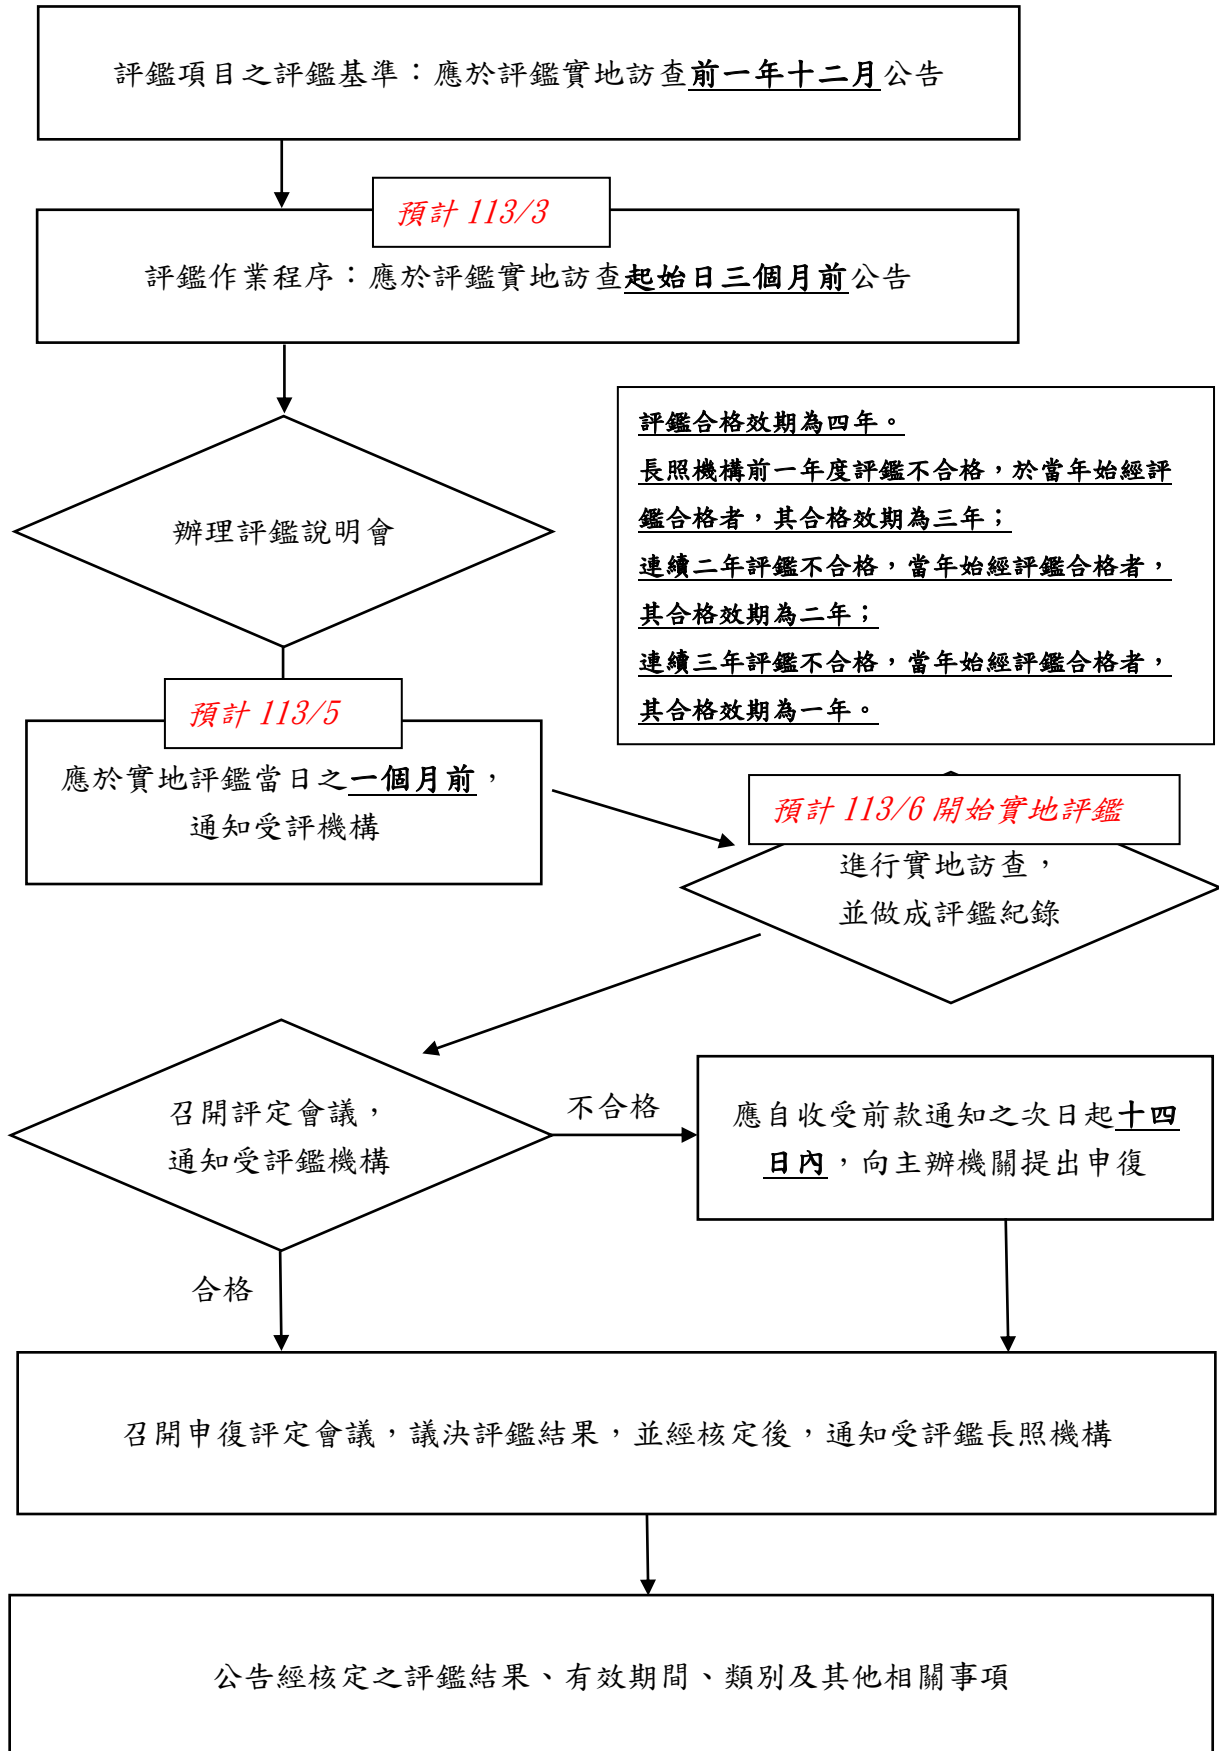 評鑑項目之評鑑基準：應於評鑑實地訪查前一年十二月公告
預計 113/3
評鑑作業程序：應於評鑑實地訪查起始日三個月前公告
評鑑合格效期為四年。
長照機構前一年度評鑑不合格，於當年始經評
鑑合格者，其合格效期為三年；
連續二年評鑑不合格，當年始經評鑑合格者，
其合格效期為二年；
連續三年評鑑不合格，當年始經評鑑合格者，
其合格效期為一年。
辦理評鑑說明會
預計 113/5
應於實地評鑑當日之一個月前，
通知受評機構
預計 113/6 開始實地評鑑
進行實地訪查，
並做成評鑑紀錄
召開評定會議，
通知受評鑑機構
不合格
應自收受前款通知之次日起十四
日內，向主辦機關提出申復
合格
召開申復評定會議，議決評鑑結果，並經核定後，通知受評鑑長照機構
公告經核定之評鑑結果、有效期間、類別及其他相關事項